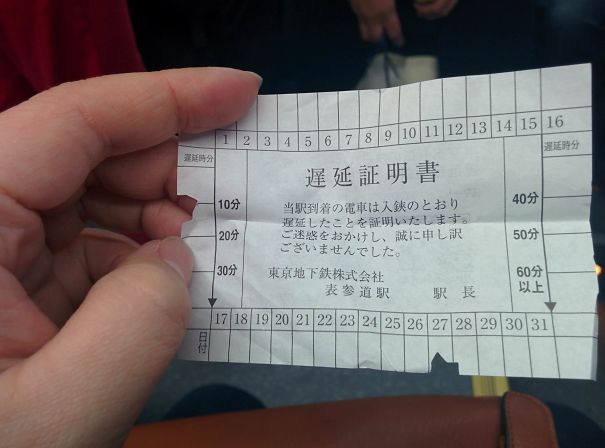 1 2 3 4 5 6 7 8 9 10 11 12 13 14 15 16
遅延時分
遅延時分
遅延証明書
10分
20分
30分
当駅到着の電車は入鋏のとおり
遅延したことを証明いたします。
ご迷惑をおかけし、誠に申し訳
ございませんでした。
東京地下鉄株式会社
表参道駅 駅長
40分
50分
60分
以上
日付
17 18 19 20 21 22 23 24 25 26 27 28 29 30 31